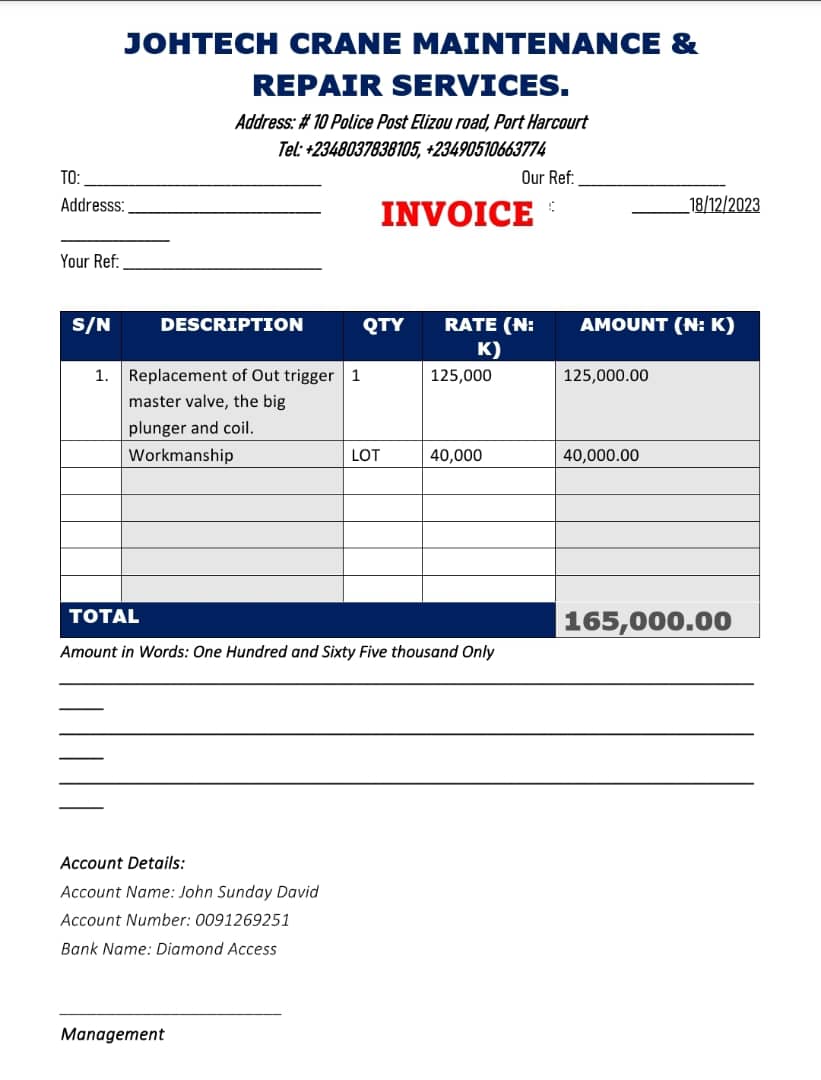 JOHTECH CRANE MAINTENANCE &
REPAIR SERVICES.
Address: # 10 Police Post Elizou road, Port Harcourt
Tel: +2348037838105, +23490510663774
TO: ______________________________
Our Ref: ____________________
Addresss: ________________________
INVOICE
:
________18/12/2023
______________
Your Ref: _________________________
S/N DESCRIPTION QTY RATE (₦: AMOUNT (₦: K)
K)
1. Replacement of Out trigger 1 125,000 125,000.00
master valve, the big
plunger and coil.
Workmanship LOT 40,000 40,000.00
TOTAL 165,000.00
Amount in Words: One Hundred and Sixty Five thousand Only
Account Details:
Account Name: John Sunday David
Account Number: 0091269251
Bank Name: Diamond Access
Management